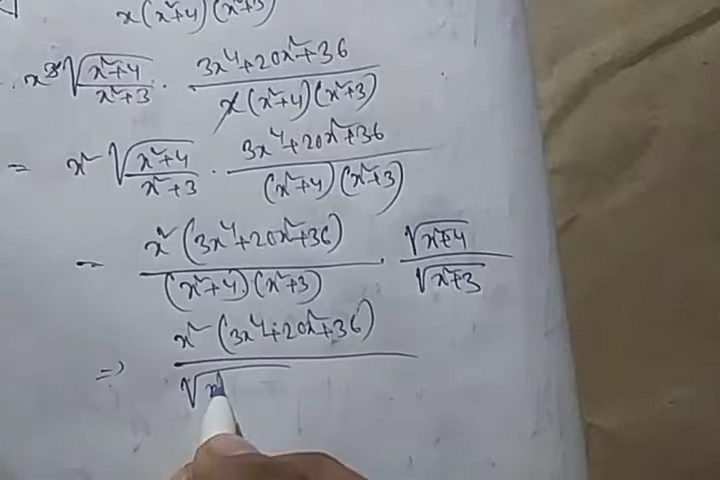 x(x²+4)(x²+3)
x³√(x²+4)/(x²+3) · (3x⁴+20x²+36)/(x(x²+4)(x²+3))
= x² √(x²+4)/(x²+3) · (3x⁴+20x²+36)/((x²+4)(x²+3))
= x²(3x⁴+20x²+36)/((x²+4)(x²+3)) · √(x²+4)/√(x²+3)
⇒ x²(3x⁴+20x²+36)/√x